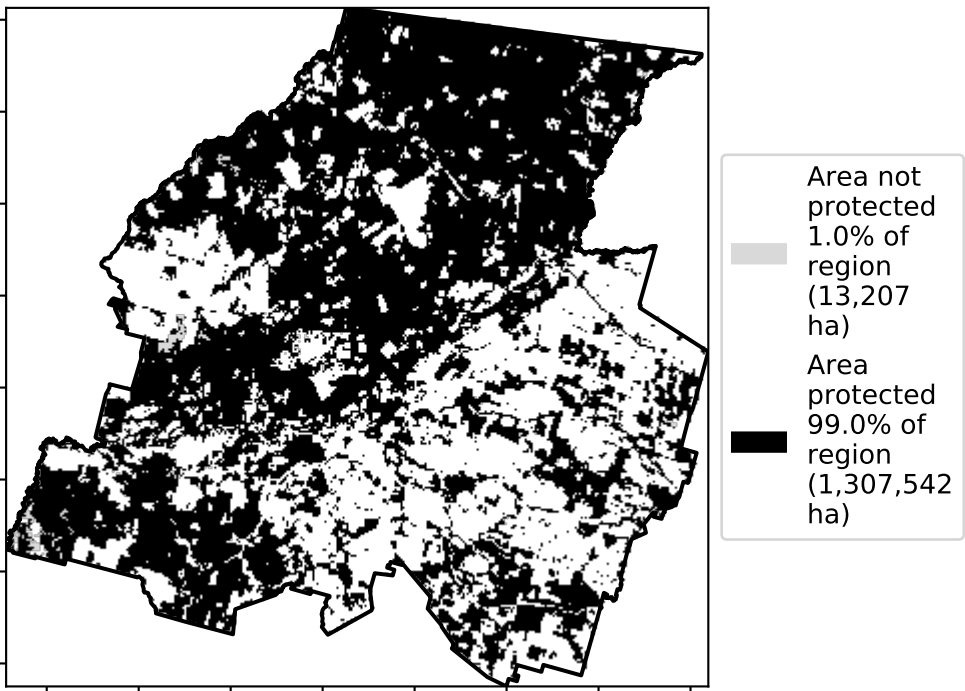 Area not
protected
1.0% of
region
(13,207
ha)
Area
protected
99.0% of
region
(1,307,542
ha)